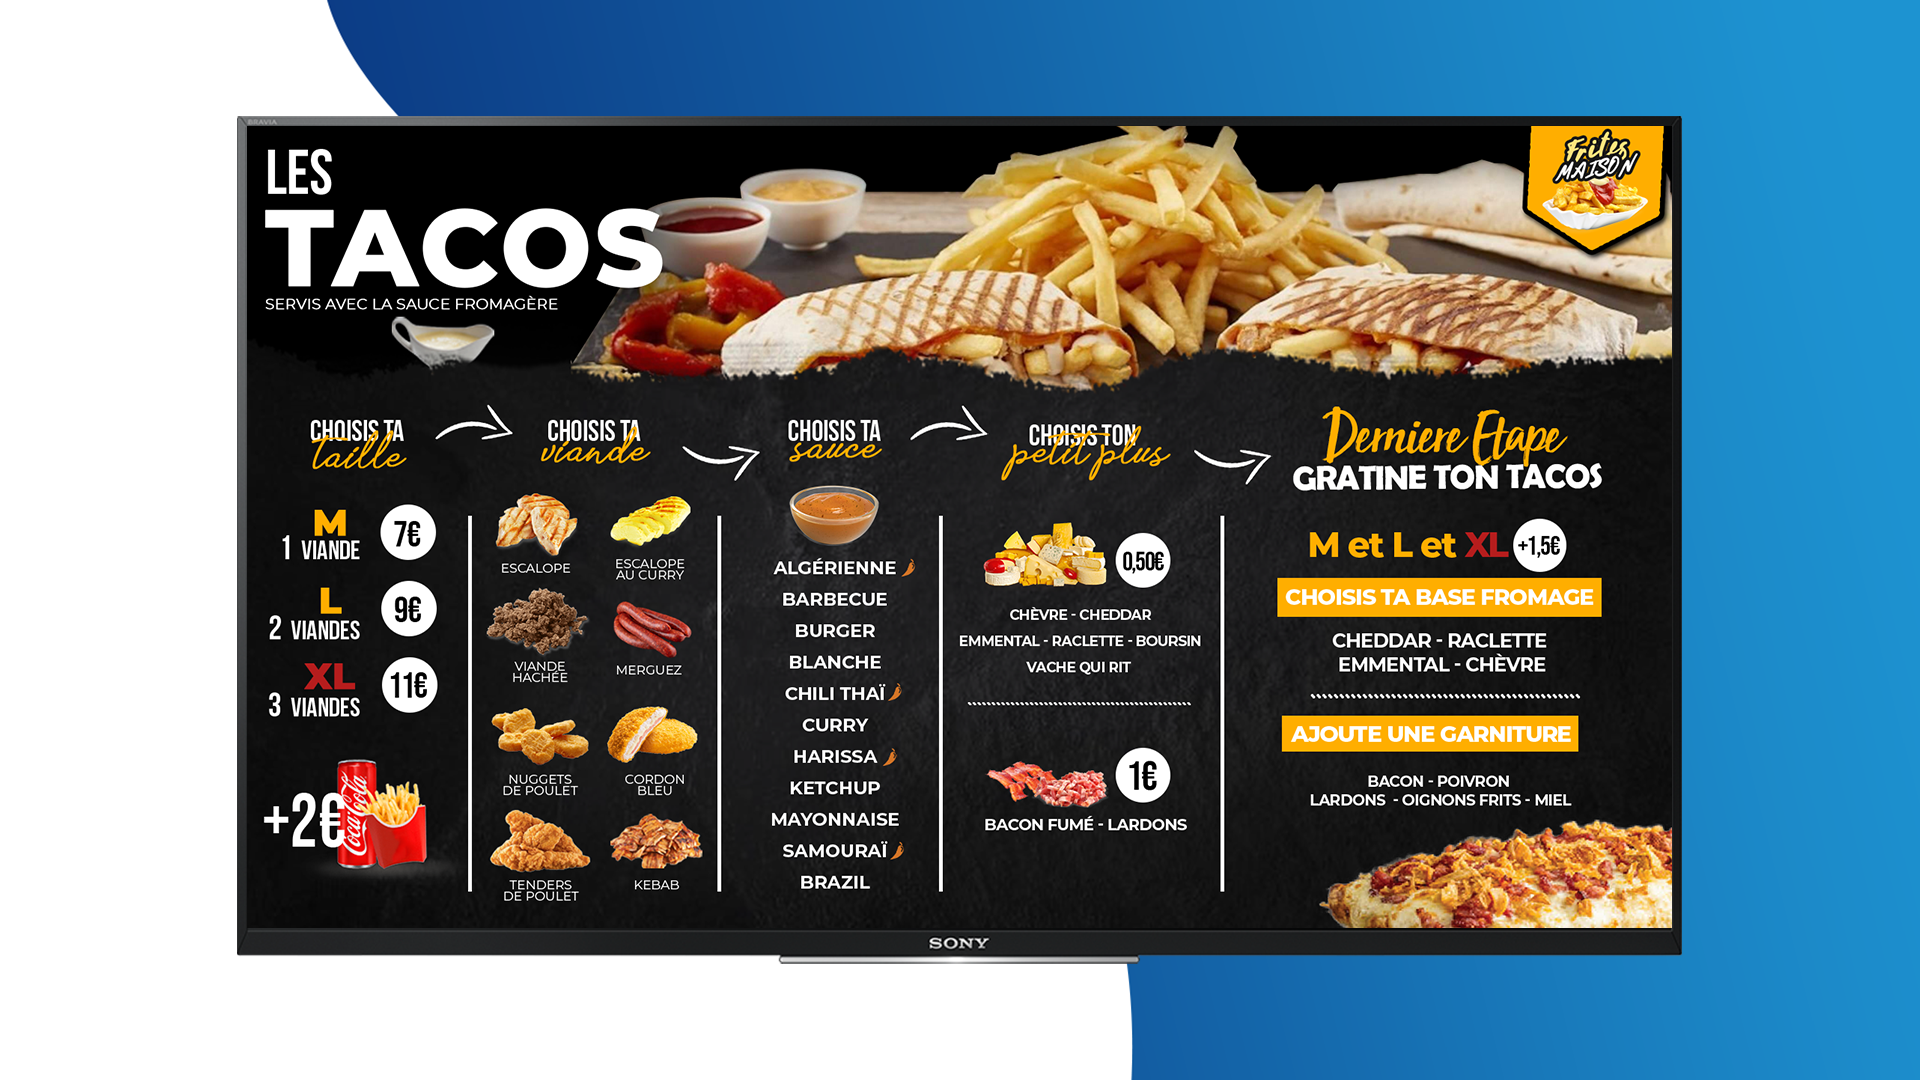 BRAVIA
LES
TACOS
SERVIS AVEC LA SAUCE FROMAGÈRE
Frites
MAISON
CHOISIS TA
taille
M
1 VIANDE
7€
L
2 VIANDES
9€
XL
3 VIANDES
11€
+2€
Coca-Cola
CHOISIS TA
viande
ESCALOPE
ESCALOPE
AU CURRY
VIANDE
HACHÉE
MERGUEZ
NUGGETS
DE POULET
CORDON
BLEU
TENDERS
DE POULET
KEBAB
CHOISIS TA
sauce
ALGÉRIENNE
BARBECUE
BURGER
BLANCHE
CHILI THAÏ
CURRY
HARISSA
KETCHUP
MAYONNAISE
SAMOURAÏ
BRAZIL
CHOISIS TON
petit plus
0,50€
CHÈVRE - CHEDDAR
EMMENTAL - RACLETTE - BOURSIN
VACHE QUI RIT
1€
BACON FUMÉ - LARDONS
Derniere Etape
GRATINE TON TACOS
M et L et XL +1,5€
CHOISIS TA BASE FROMAGE
CHEDDAR - RACLETTE
EMMENTAL - CHÈVRE
AJOUTE UNE GARNITURE
BACON - POIVRON
LARDONS - OIGNONS FRITS - MIEL
SONY